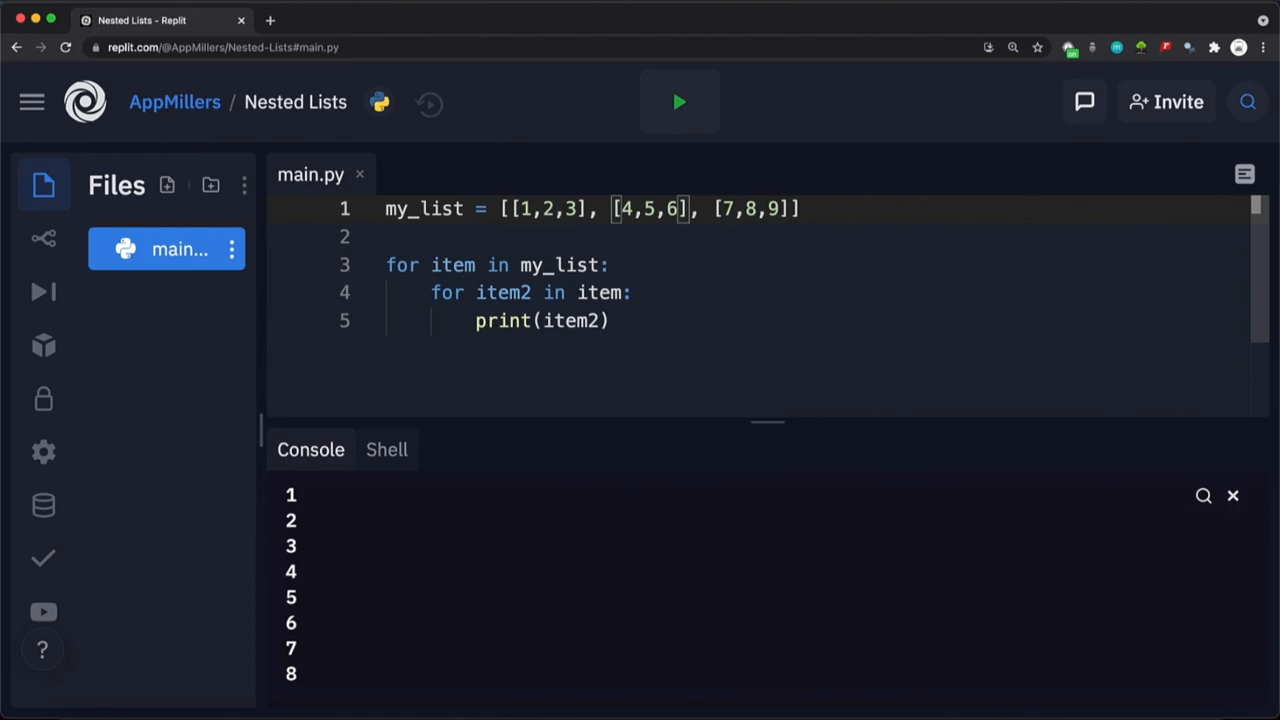 Nested Lists - Replit
replit.com/@AppMillers/Nested-Lists#main.py
on
AppMillers / Nested Lists
Invite
Files
main...
main.py
1 my_list = [[1,2,3], [4,5,6], [7,8,9]]
2
3 for item in my_list:
4 for item2 in item:
5 print(item2)
Console Shell
1
2
3
4
5
6
7
8
?